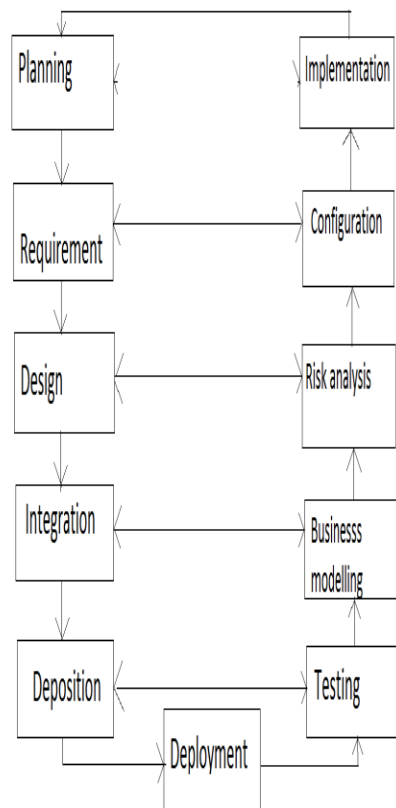 Planning
Implementation
Requirement
Configuration
Design
Risk analysis
Integration
Businesss
modelling
Deposition
Testing
Deployment